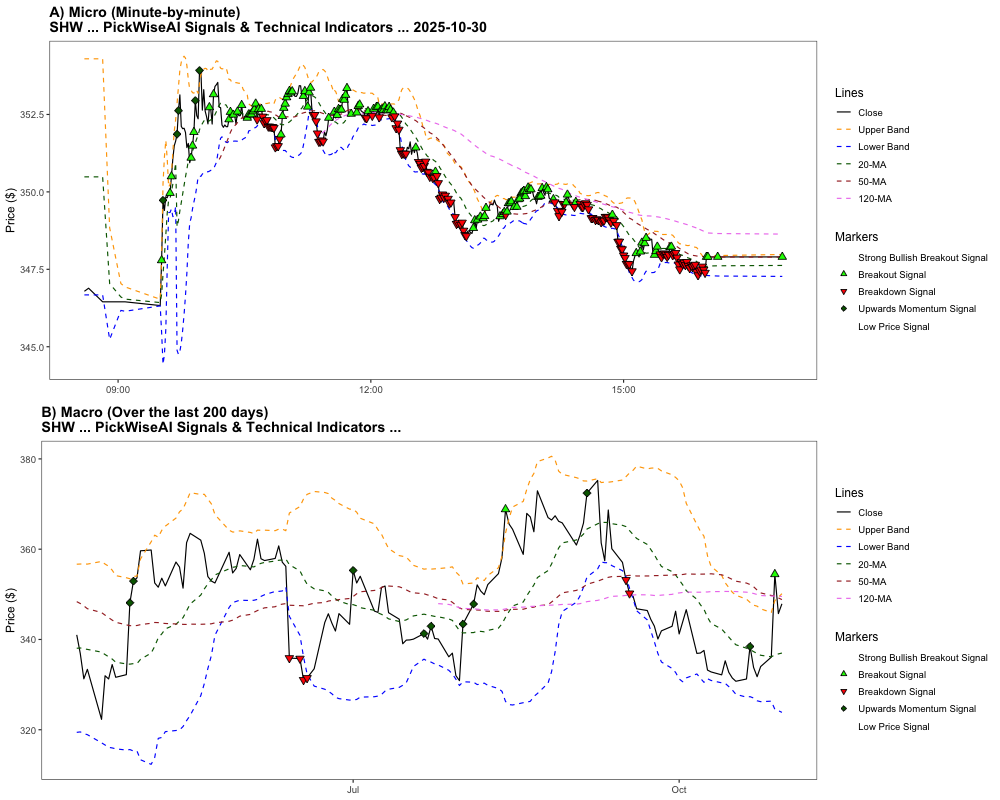 A) Micro (Minute-by-minute)
SHW ... PickWiseAI Signals & Technical Indicators ... 2025-10-30
Price ($)
352.5
350.0
347.5
345.0
09:00
12:00
15:00
Lines
Close
Upper Band
Lower Band
20-MA
50-MA
120-MA
Markers
Strong Bullish Breakout Signal
Breakout Signal
Breakdown Signal
Upwards Momentum Signal
Low Price Signal
B) Macro (Over the last 200 days)
SHW ... PickWiseAI Signals & Technical Indicators ...
Price ($)
380
360
340
320
Jul
Oct
Lines
Close
Upper Band
Lower Band
20-MA
50-MA
120-MA
Markers
Strong Bullish Breakout Signal
Breakout Signal
Breakdown Signal
Upwards Momentum Signal
Low Price Signal